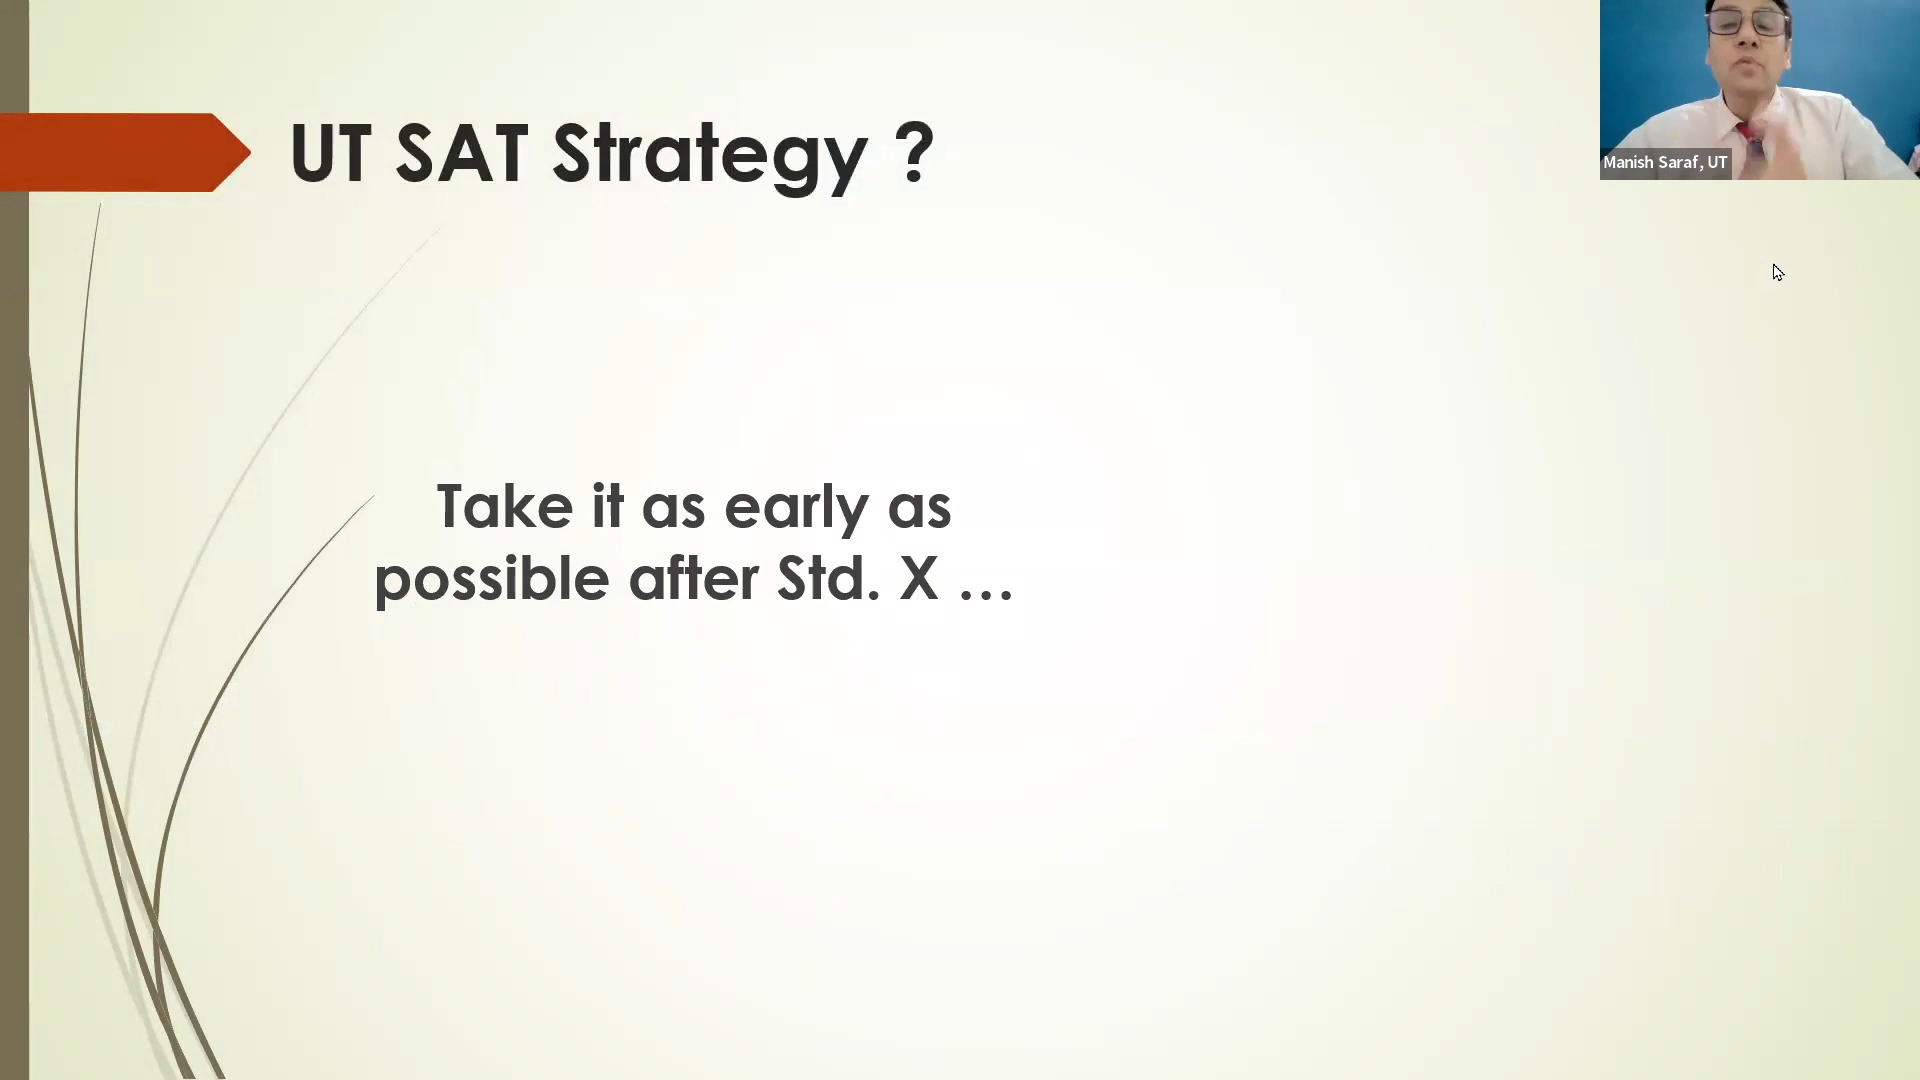 UT SAT Strategy ?
Manish Saraf, UT
Take it as early as
possible after Std. X ...